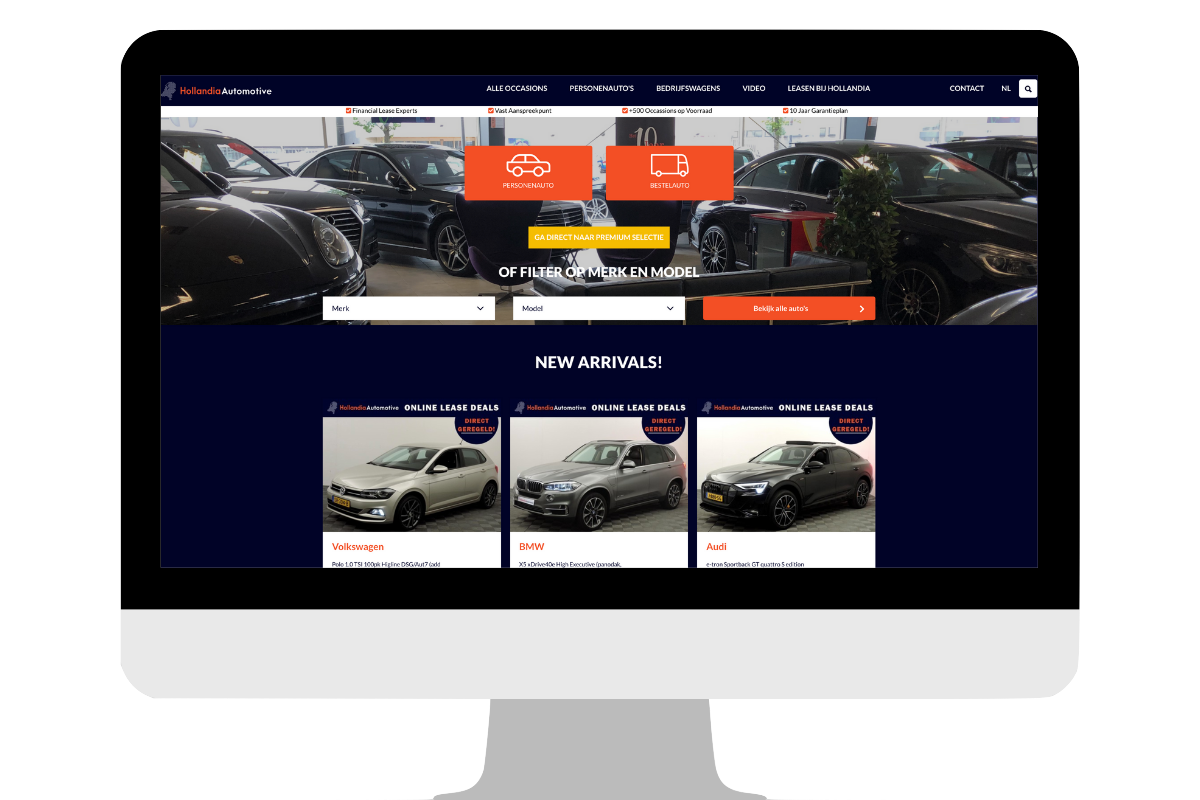 HollandiaAutomotive
ALLE OCCASIONS PERSONENAUTO'S BEDRIJFSWAGENS VIDEO LEASEN BIJ HOLLANDIA CONTACT NL
Financial Lease Experts Vast Aanspreekpunt +500 Occassions op Voorraad 10 Jaar Garantieplan
10
PERSONENAUTO BESTELAUTO
GA DIRECT NAAR PREMIUM SELECTIE
OF FILTER OP MERK EN MODEL
Merk Model Bekijk alle auto's
NEW ARRIVALS!
HollandiaAutomotive ONLINE LEASE DEALS HollandiaAutomotive ONLINE LEASE DEALS HollandiaAutomotive ONLINE LEASE DEALS
DIRECT DIRECT DIRECT
GEREGELD! GEREGELD! GEREGELD!
Volkswagen BMW Audi
Polo 1.0 TSI 100pk Higline DSG/Aut7 (add X5 xDrive40e High Executive (panodak, e-tron Sportback GT quattro S edition